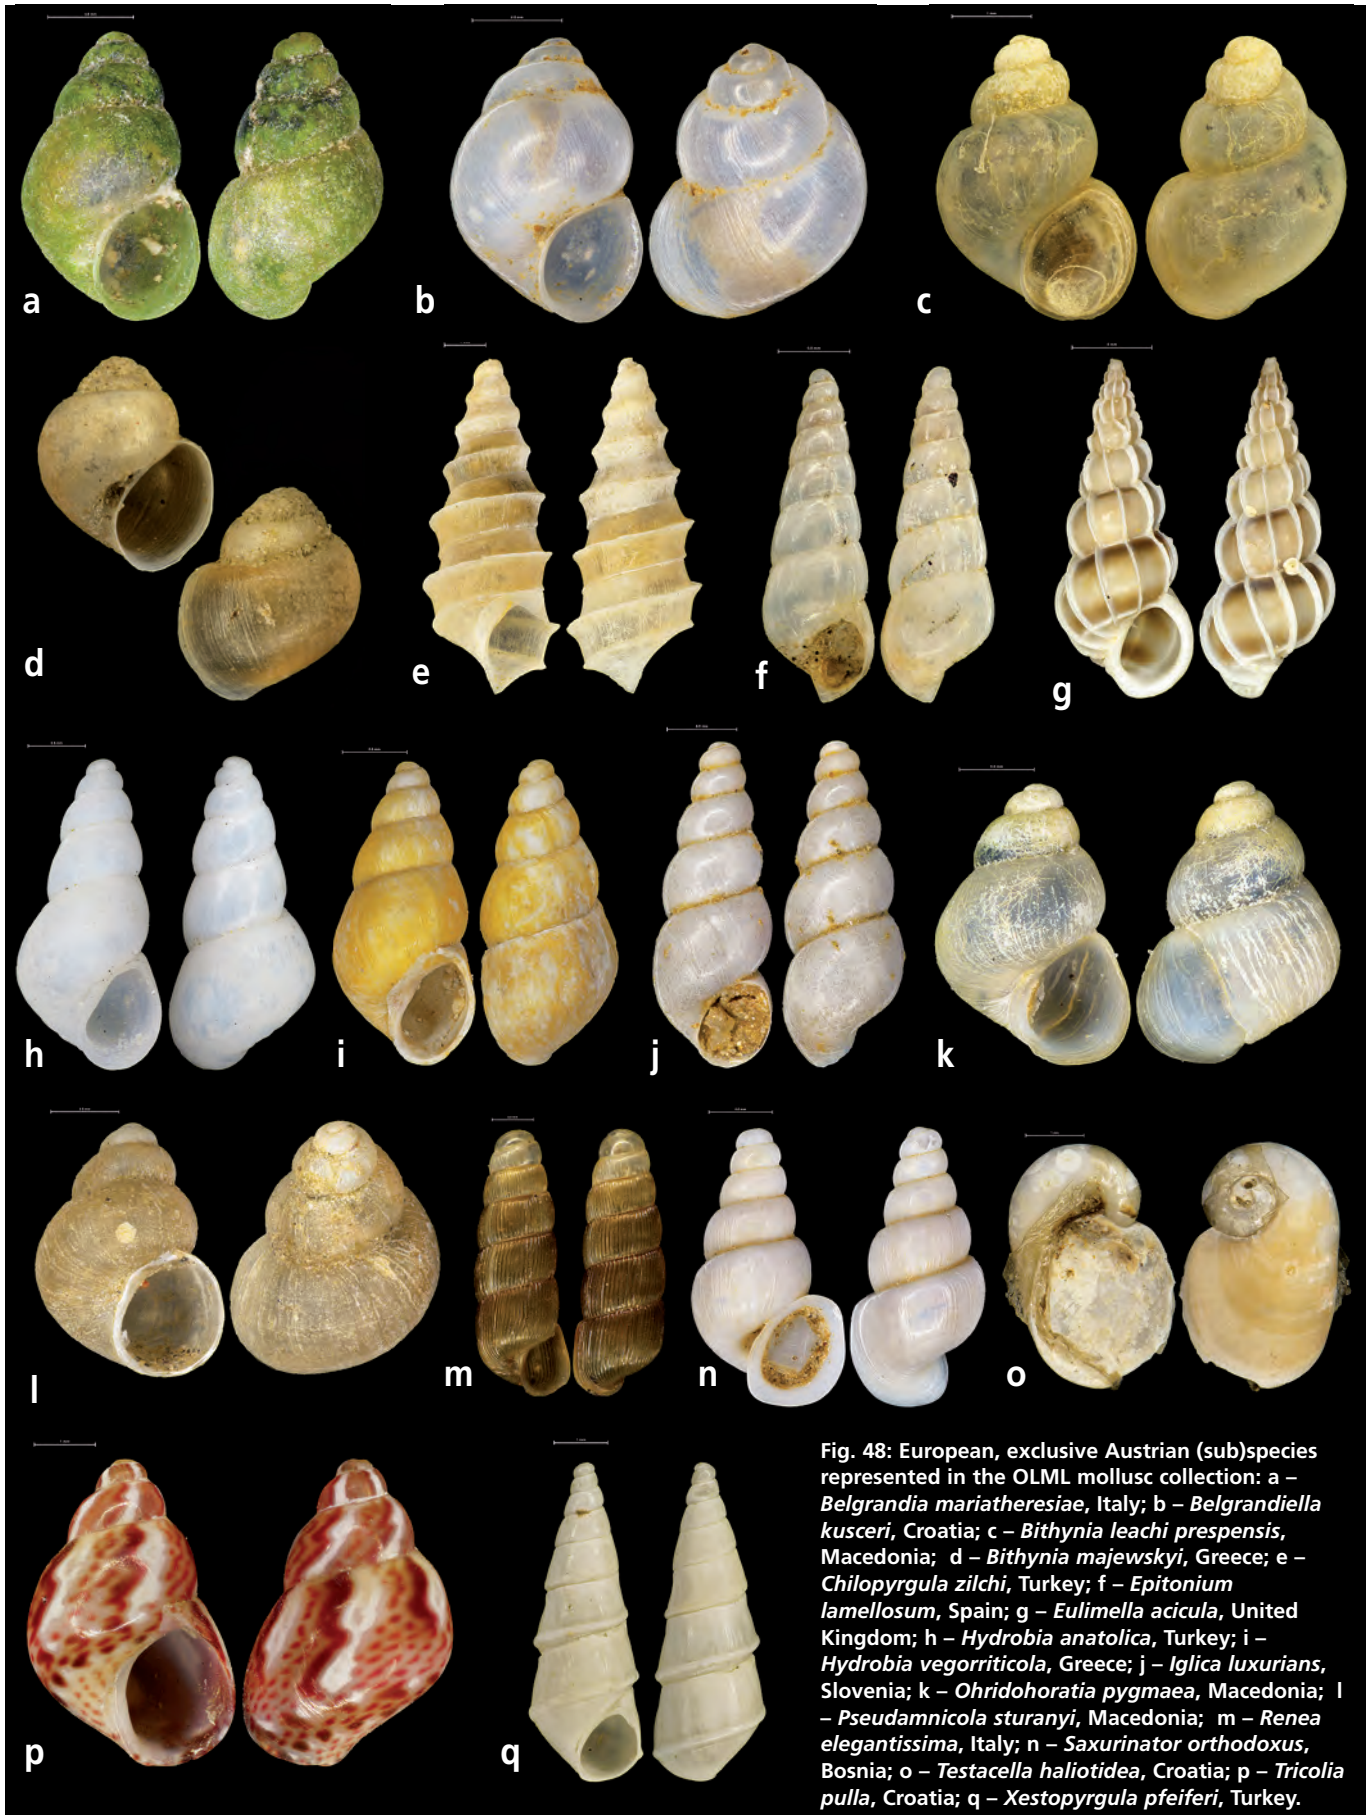 a
b
c
d
e
f
g
h
i
j
k
l
m
n
o
p
q
Fig. 48: European, exclusive Austrian (sub)species
represented in the OLML mollusc collection: a –
Belgrandia mariatheresiae, Italy; b – Belgrandiella
kusceri, Croatia; c – Bithynia leachi prespensis,
Macedonia; d – Bithynia majewskyi, Greece; e –
Chilopyrgula zilchi, Turkey; f – Epitonium
lamellosum, Spain; g – Eulimella acicula, United
Kingdom; h – Hydrobia anatolica, Turkey; i –
Hydrobia vegorriticola, Greece; j – Iglica luxurians,
Slovenia; k – Ohridohoratia pygmaea, Macedonia; l
– Pseudamnicola sturanyi, Macedonia; m – Renea
elegantissima, Italy; n – Saxurinator orthodoxus,
Bosnia; o – Testacella haliotidea, Croatia; p – Tricolia
pulla, Croatia; q – Xestopyrgula pfeiferi, Turkey.